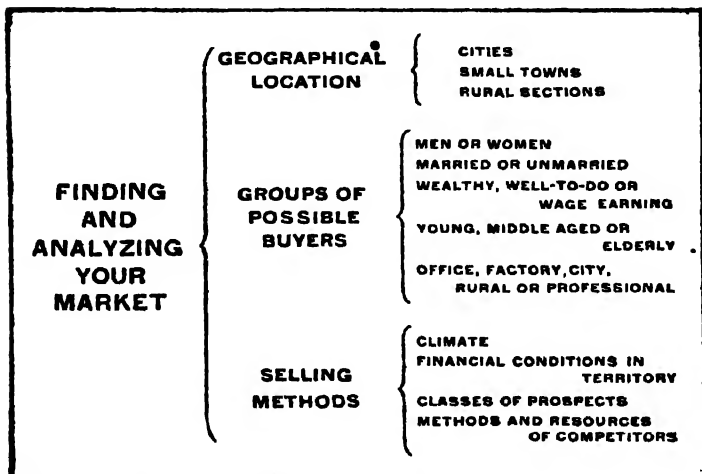 FINDING
AND
ANALYZING
YOUR
MARKET
GEOGRAPHICAL
LOCATION
CITIES
SMALL TOWNS
RURAL SECTIONS
GROUPS OF
POSSIBLE
BUYERS
MEN OR WOMEN
MARRIED OR UNMARRIED
WEALTHY, WELL-TO-DO OR
WAGE EARNING
YOUNG, MIDDLE AGED OR
ELDERLY
OFFICE, FACTORY, CITY,
RURAL OR PROFESSIONAL
SELLING
METHODS
CLIMATE
FINANCIAL CONDITIONS IN
TERRITORY
CLASSES OF PROSPECTS
METHODS AND RESOURCES
OF COMPETITORS